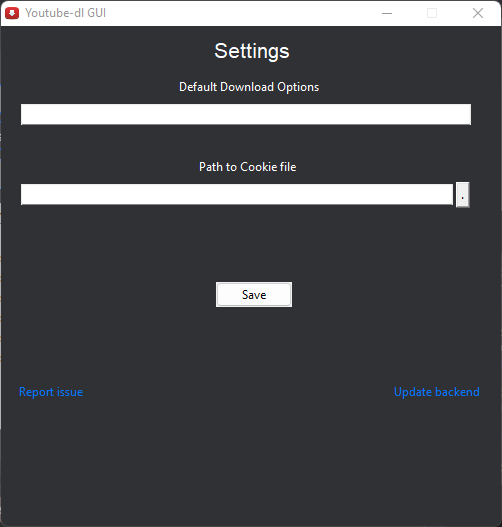 Youtube-dl GUI
Settings
Default Download Options
Path to Cookie file
.
Save
Report issue
Update backend